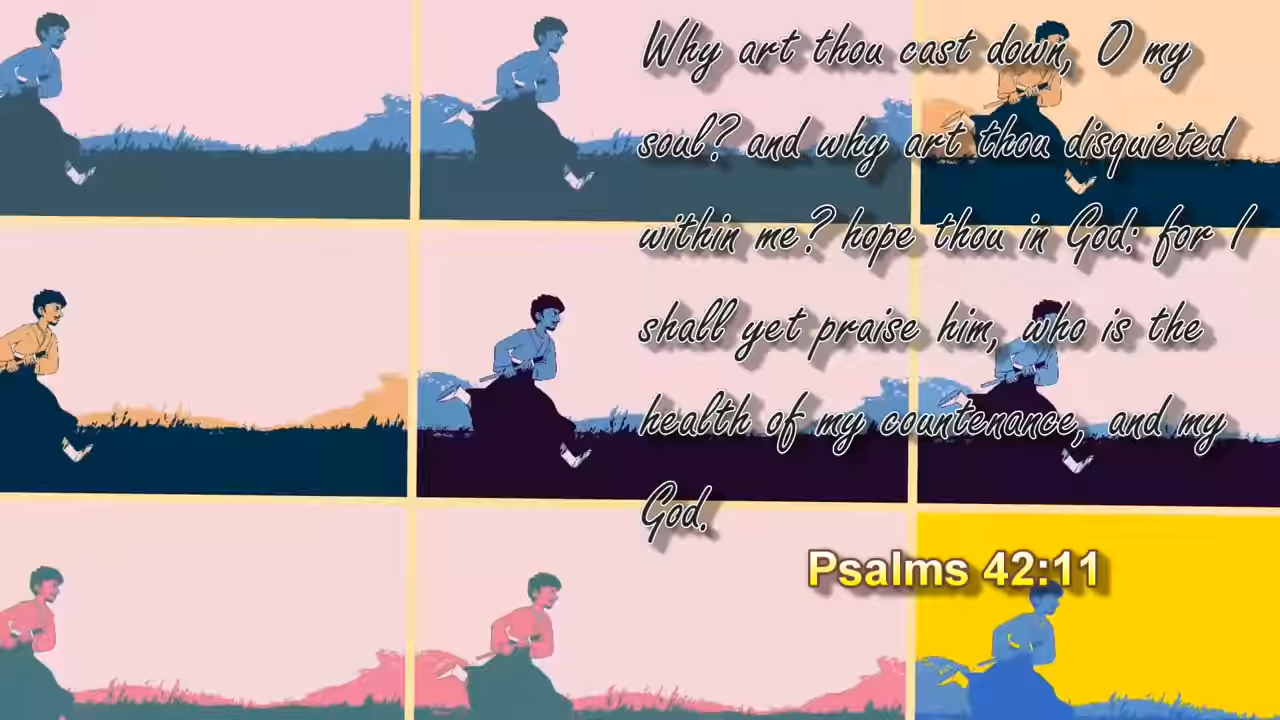 Why art thou cast down, O my
soul? and why art thou disquieted
within me? hope thou in God: for I
shall yet praise him, who is the
health of my countenance, and my
God.
Psalms 42:11